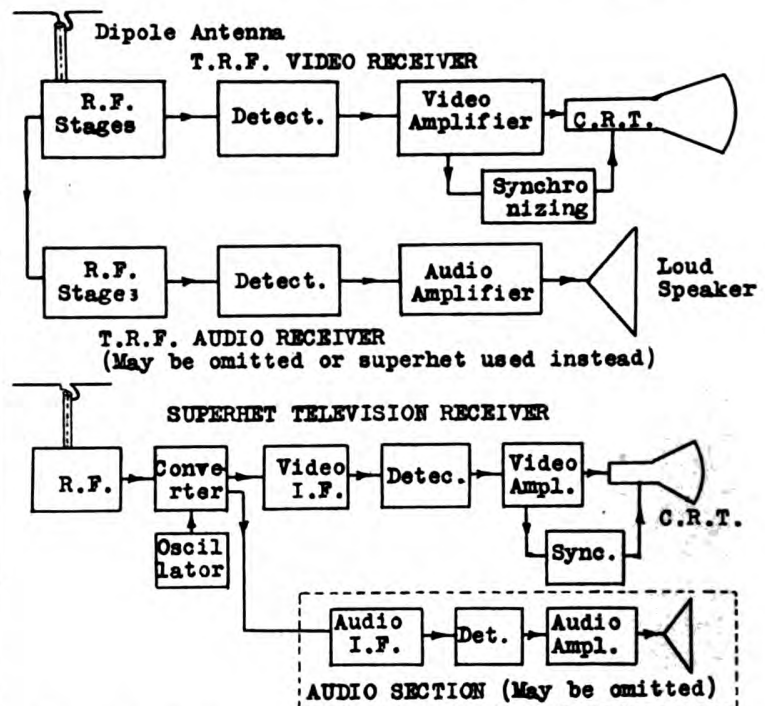 Dipole Antenna
T.R.F. VIDEO RECEIVER
R.F.
Stages
Detect.
Video
Amplifier
C.R.T.
Synchro
nizing
R.F.
Stages
Detect.
Audio
Amplifier
Loud
Speaker
T.R.F. AUDIO RECEIVER
(May be omitted or superhet used instead)
SUPERHET TELEVISION RECEIVER
R.F.
Conve
rter
Video
I.F.
Detec.
Video
Ampl.
C.R.T.
Oscil
lator
Sync.
Audio
I.F.
Det.
Audio
Ampl.
AUDIO SECTION (May be omitted)